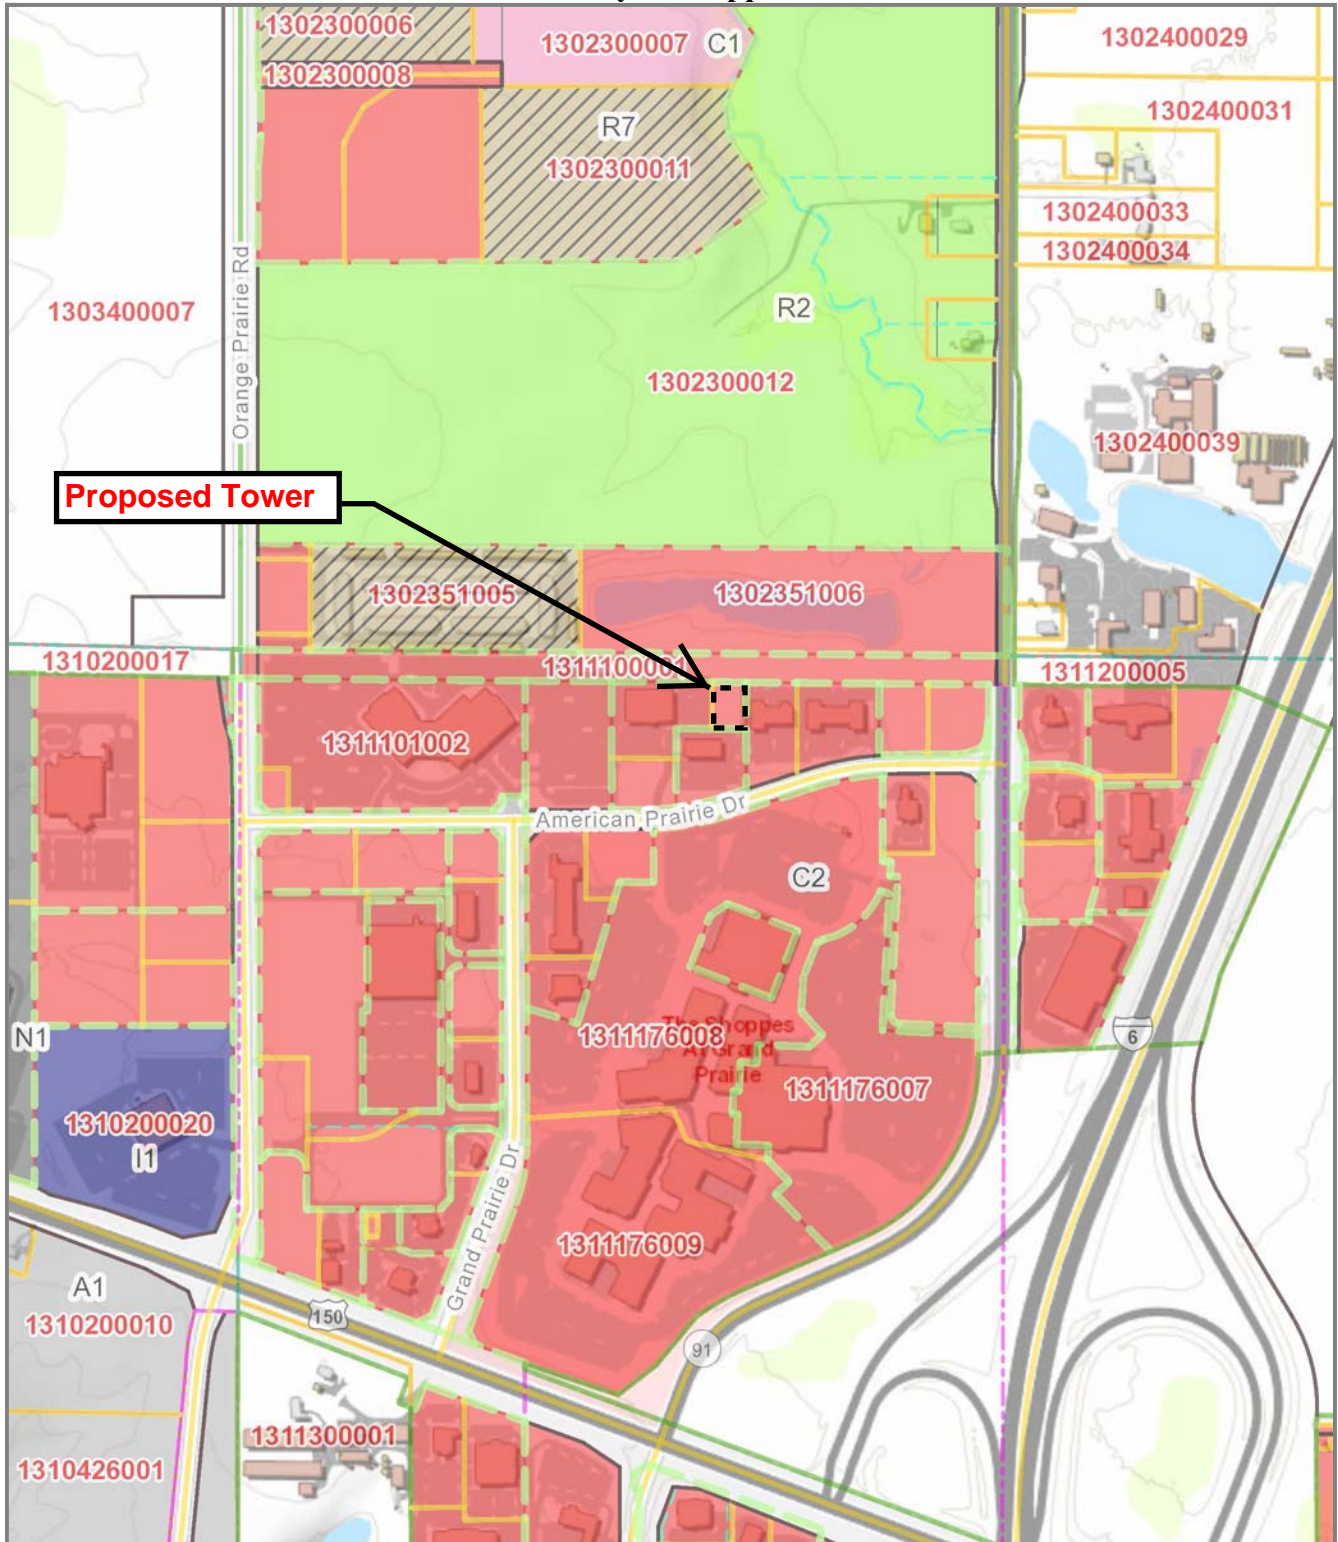 1302300006
1302300007
C1
1302400029
1302300008
1302400031
R7
1302300011
1302400033
1302400034
Orange Prairie Rd
1303400007
R2
1302300012
1302400039
Proposed Tower
1302351005
1302351006
1310200017
1311200005
1311101002
American Prairie Dr
C2
The Shoppes
At Grand
Prairie
1311176008
N1
6
1311176007
1310200020
I1
Grand Prairie Dr
1311176009
A1
150
1310200010
91
1311300001
1310426001